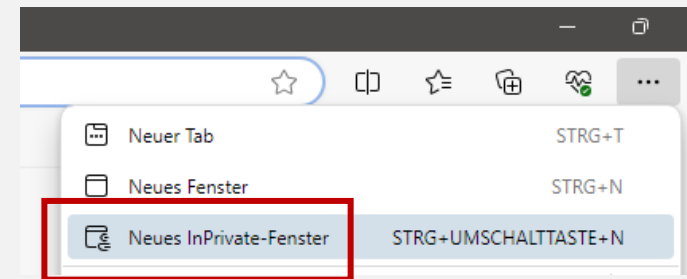 Neuer Tab STRG+T
Neues Fenster STRG+N
Neues InPrivate-Fenster STRG+UMSCHALTTASTE+N